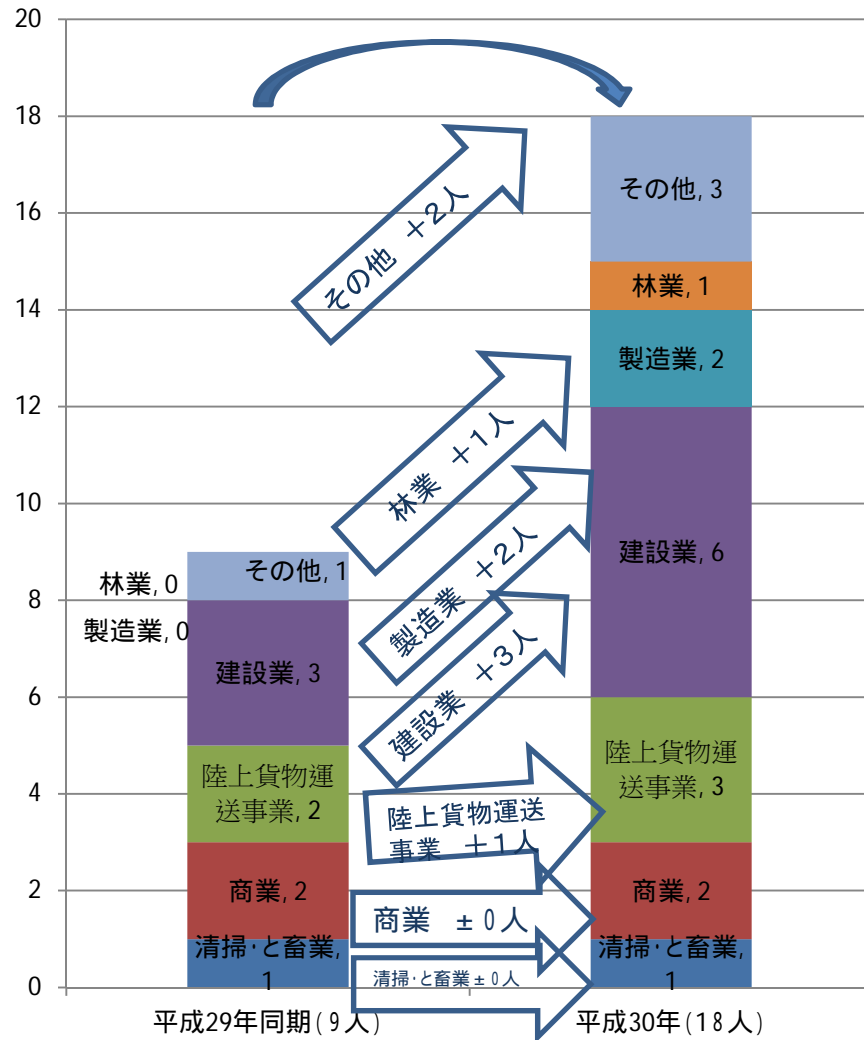 20
18
16
14
12
10
8
6
4
2
0
その他, 1
林業, 0
製造業, 0
建設業, 3
陸上貨物運
送事業, 2
商業, 2
清掃・と畜業,
1
その他 +2人
林業 +1人
製造業 +2人
建設業 +3人
陸上貨物運送
事業 +1人
商業 ±0人
清掃・と畜業±0人
その他, 3
林業, 1
製造業, 2
建設業, 6
陸上貨物運
送事業, 3
商業, 2
清掃・と畜業,
1
平成29年同期(9人)
平成30年(18人)